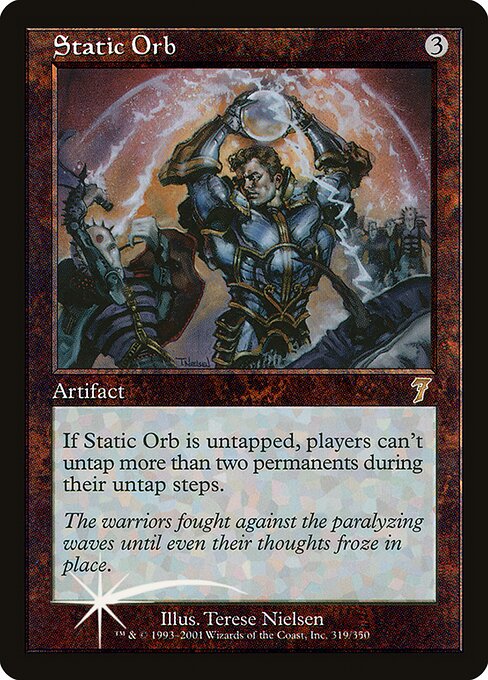 Static Orb 3
T. Nielsen
Artifact
If Static Orb is untapped, players can't
untap more than two permanents during
their untap steps.
The warriors fought against the paralyzing
waves until even their thoughts froze in
place.
Illus. Terese Nielsen
™ & © 1993-2001 Wizards of the Coast, Inc. 319/350